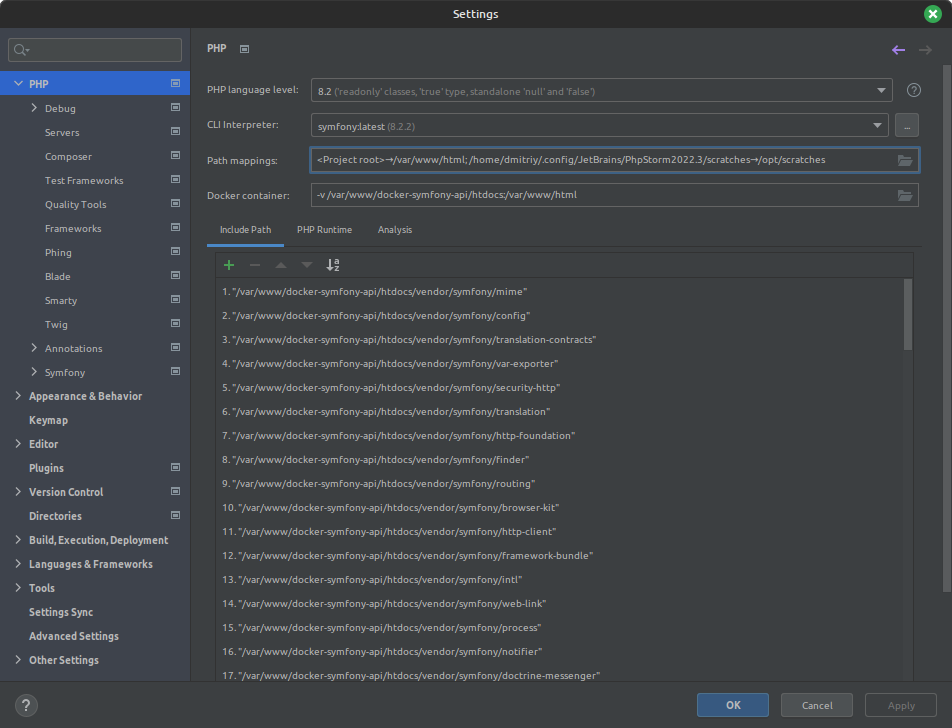 Settings
PHP
Debug
Servers
Composer
Test Frameworks
Quality Tools
Frameworks
Phing
Blade
Smarty
Twig
Annotations
Symfony
Appearance & Behavior
Keymap
Editor
Plugins
Version Control
Directories
Build, Execution, Deployment
Languages & Frameworks
Tools
Settings Sync
Advanced Settings
Other Settings
PHP
PHP language level: 8.2 ('readonly' classes, 'true' type, standalone 'null' and 'false') ?
CLI Interpreter: symfony:latest (8.2.2) ...
Path mappings: <Project root>→/var/www/html; /home/dmitriy/.config/JetBrains/PhpStorm2022.3/scratches→/opt/scratches
Docker container: -v /var/www/docker-symfony-api/htdocs:/var/www/html
Include Path PHP Runtime Analysis
1. "/var/www/docker-symfony-api/htdocs/vendor/symfony/mime"
2. "/var/www/docker-symfony-api/htdocs/vendor/symfony/config"
3. "/var/www/docker-symfony-api/htdocs/vendor/symfony/translation-contracts"
4. "/var/www/docker-symfony-api/htdocs/vendor/symfony/var-exporter"
5. "/var/www/docker-symfony-api/htdocs/vendor/symfony/security-http"
6. "/var/www/docker-symfony-api/htdocs/vendor/symfony/translation"
7. "/var/www/docker-symfony-api/htdocs/vendor/symfony/http-foundation"
8. "/var/www/docker-symfony-api/htdocs/vendor/symfony/finder"
9. "/var/www/docker-symfony-api/htdocs/vendor/symfony/routing"
10. "/var/www/docker-symfony-api/htdocs/vendor/symfony/browser-kit"
11. "/var/www/docker-symfony-api/htdocs/vendor/symfony/http-client"
12. "/var/www/docker-symfony-api/htdocs/vendor/symfony/framework-bundle"
13. "/var/www/docker-symfony-api/htdocs/vendor/symfony/intl"
14. "/var/www/docker-symfony-api/htdocs/vendor/symfony/web-link"
15. "/var/www/docker-symfony-api/htdocs/vendor/symfony/process"
16. "/var/www/docker-symfony-api/htdocs/vendor/symfony/notifier"
17. "/var/www/docker-symfony-api/htdocs/vendor/symfony/doctrine-messenger"
? OK Cancel Apply